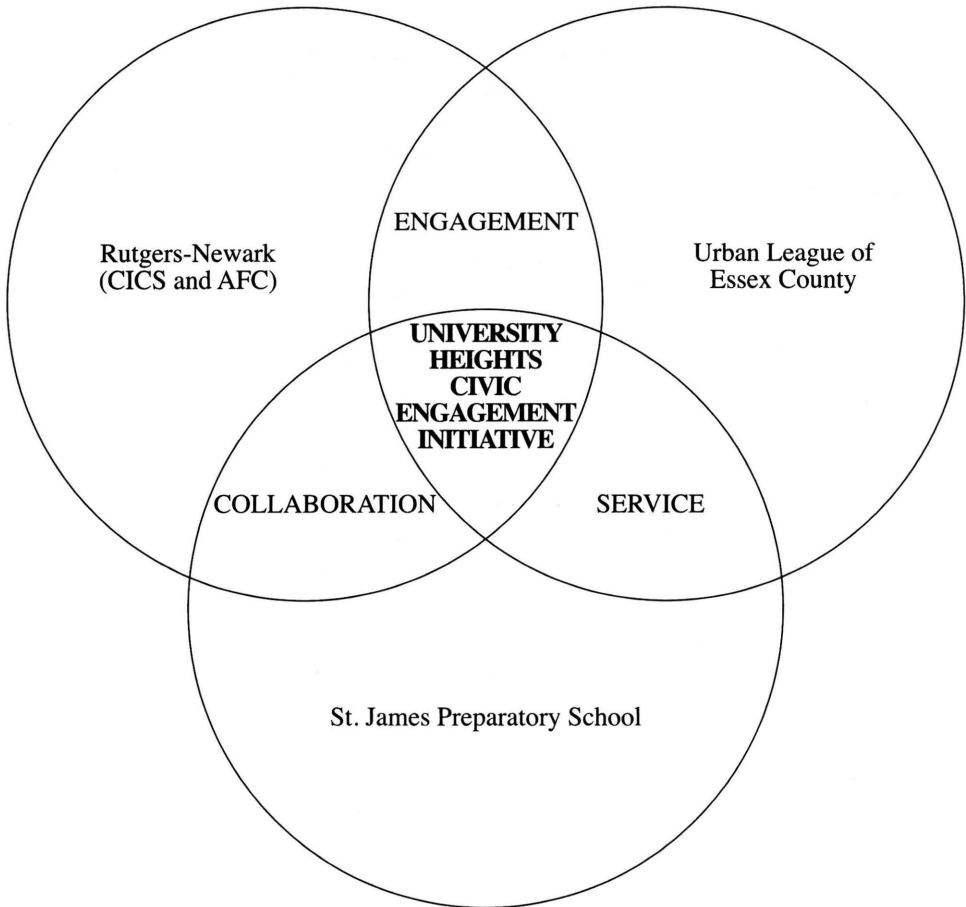 ENGAGEMENT
Rutgers-Newark
(CICS and AFC)
Urban League of
Essex County
UNIVERSITY
HEIGHTS
CIVIC
ENGAGEMENT
INITIATIVE
COLLABORATION
SERVICE
St. James Preparatory School